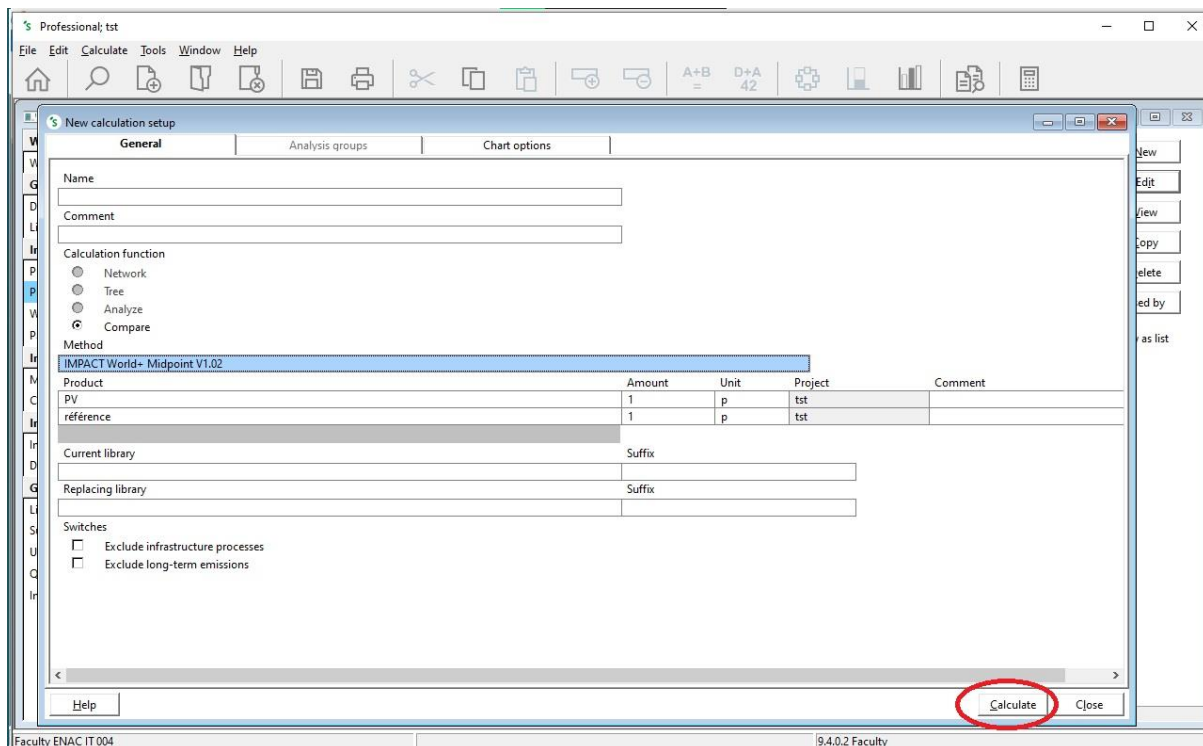 Professional; tst
File Edit Calculate Tools Window Help
A+B
=
D+A
42
New calculation setup
General Analysis groups Chart options
Name
Comment
Calculation function
Network
Tree
Analyze
Compare
Method
IMPACT World+ Midpoint V1.02
Product Amount Unit Project Comment
PV 1 p tst
référence 1 p tst
Current library Suffix
Replacing library Suffix
Switches
Exclude infrastructure processes
Exclude long-term emissions
Help Calculate Close
New
Edit
View
Copy
elete
ed by
as list
Faculty ENAC IT 004 9.4.0.2 Faculty